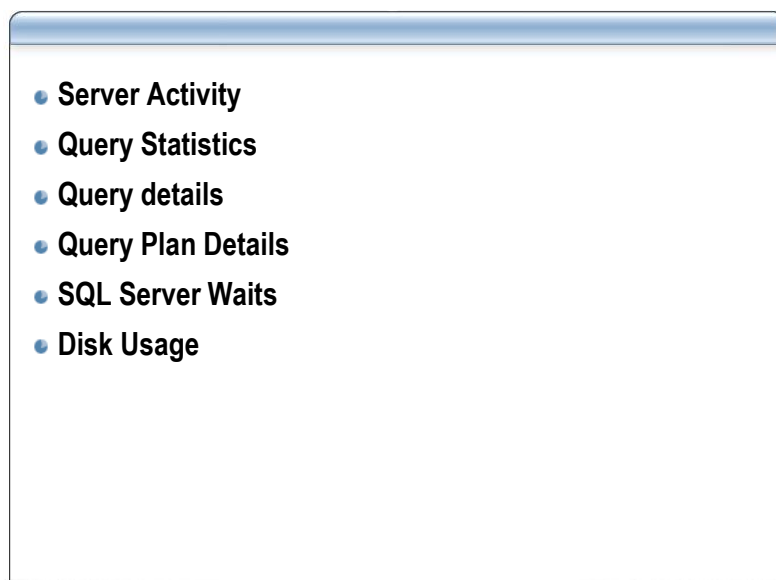 Server Activity
Query Statistics
Query details
Query Plan Details
SQL Server Waits
Disk Usage